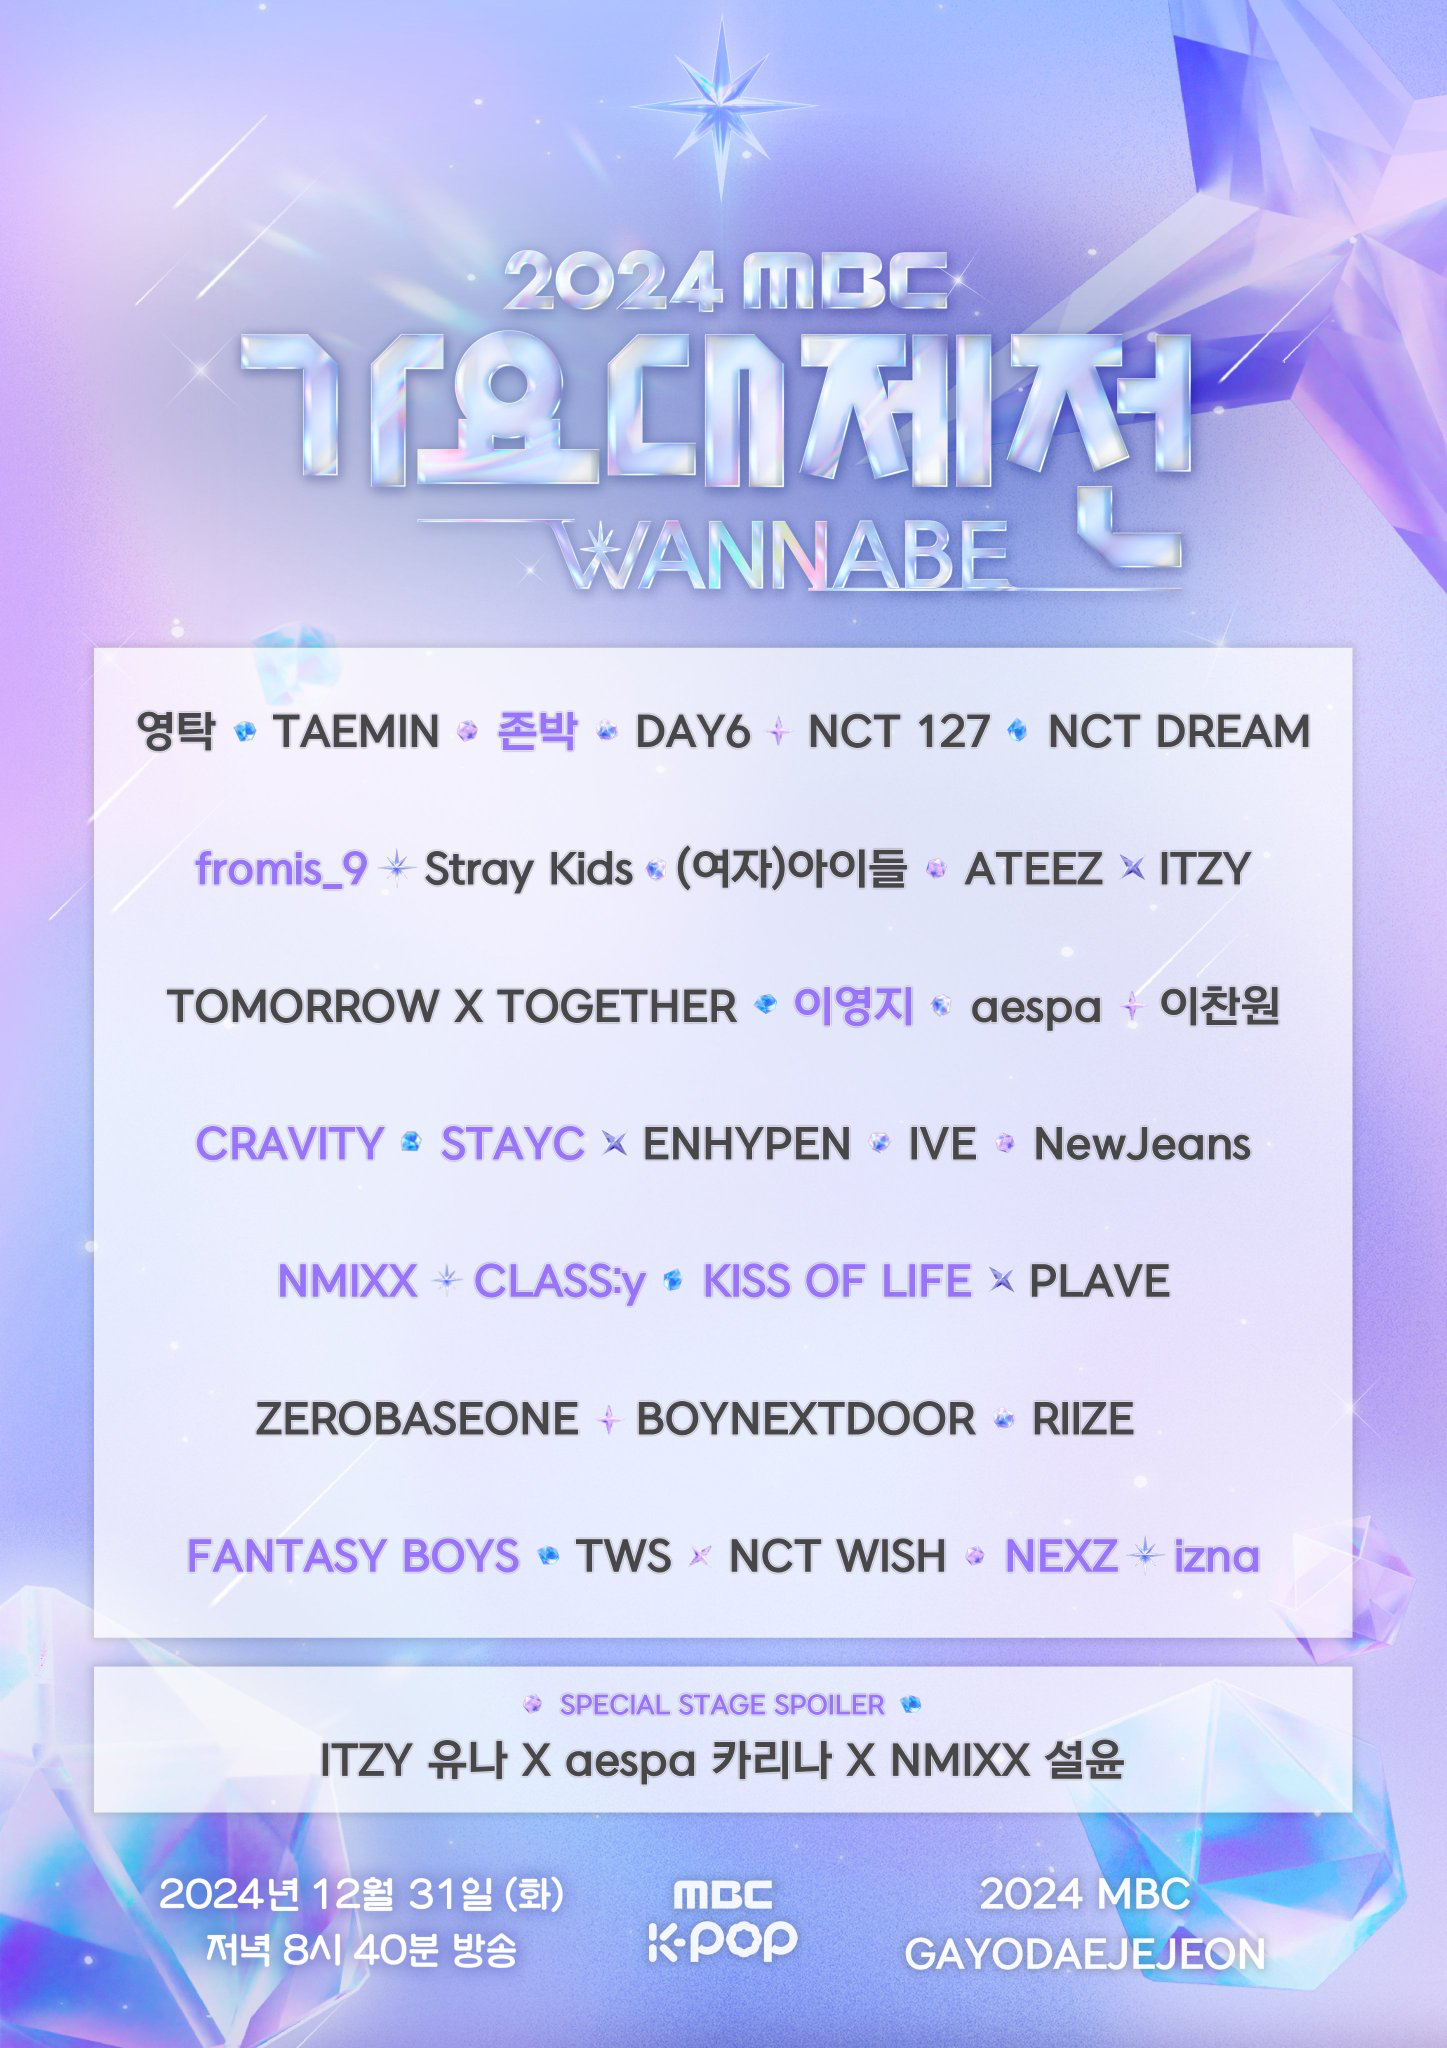 2024 MBC
가요대제전
WANNABE
영탁 TAEMIN 존박 DAY6 NCT 127 NCT DREAM
fromis_9 Stray Kids (여자)아이들 ATEEZ ITZY
TOMORROW X TOGETHER 이영지 aespa 이찬원
CRAVITY STAYC ENHYPEN IVE NewJeans
NMIXX CLASS:y KISS OF LIFE PLAVE
ZEROBASEONE BOYNEXTDOOR RIIZE
FANTASY BOYS TWS NCT WISH NEXZ izna
SPECIAL STAGE SPOILER
ITZY 유나 X aespa 카리나 X NMIXX 설윤
2024년 12월 31일 (화)
저녁 8시 40분 방송
MBC
K-POP
2024 MBC
GAYODAEJEJEON